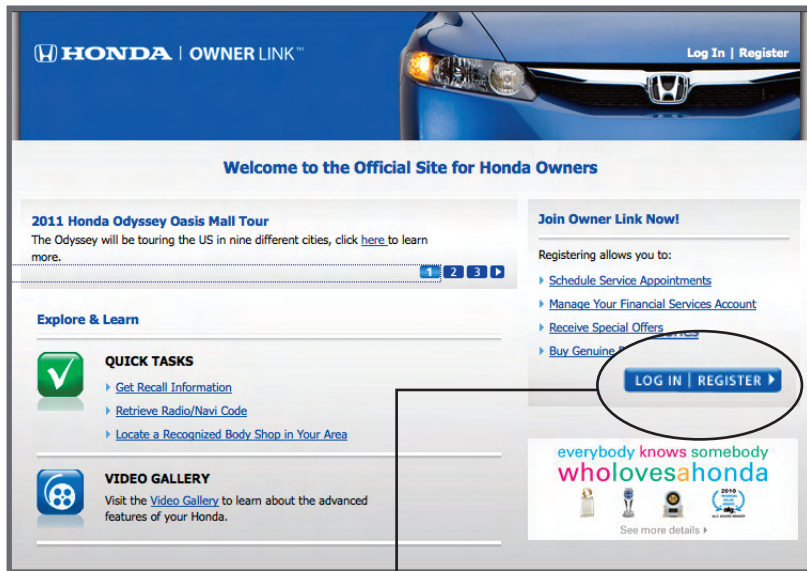 HONDA | OWNER LINK™
Log In | Register
Welcome to the Official Site for Honda Owners
2011 Honda Odyssey Oasis Mall Tour
The Odyssey will be touring the US in nine different cities, click here to learn
more.
1 2 3
Explore & Learn
QUICK TASKS
Get Recall Information
Retrieve Radio/Navi Code
Locate a Recognized Body Shop in Your Area
VIDEO GALLERY
Visit the Video Gallery to learn about the advanced
features of your Honda.
Join Owner Link Now!
Registering allows you to:
Schedule Service Appointments
Manage Your Financial Services Account
Receive Special Offers
Buy Genuine
LOG IN | REGISTER
everybody knows somebody
wholovesahonda
2010
See more details